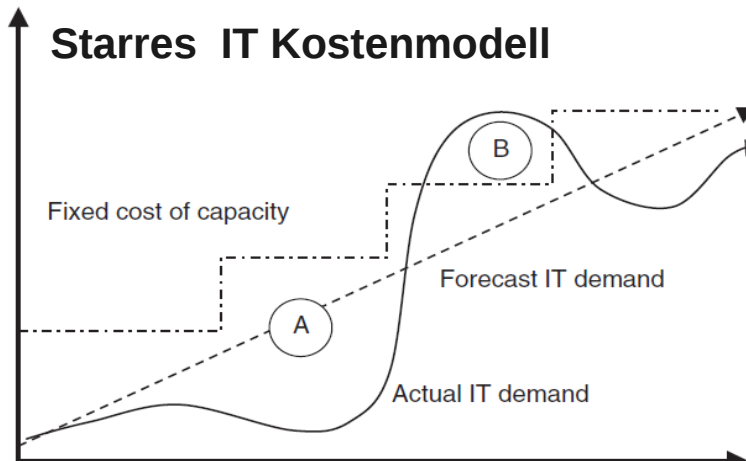 Starres IT Kostenmodell
B
Fixed cost of capacity
Forecast IT demand
A
Actual IT demand